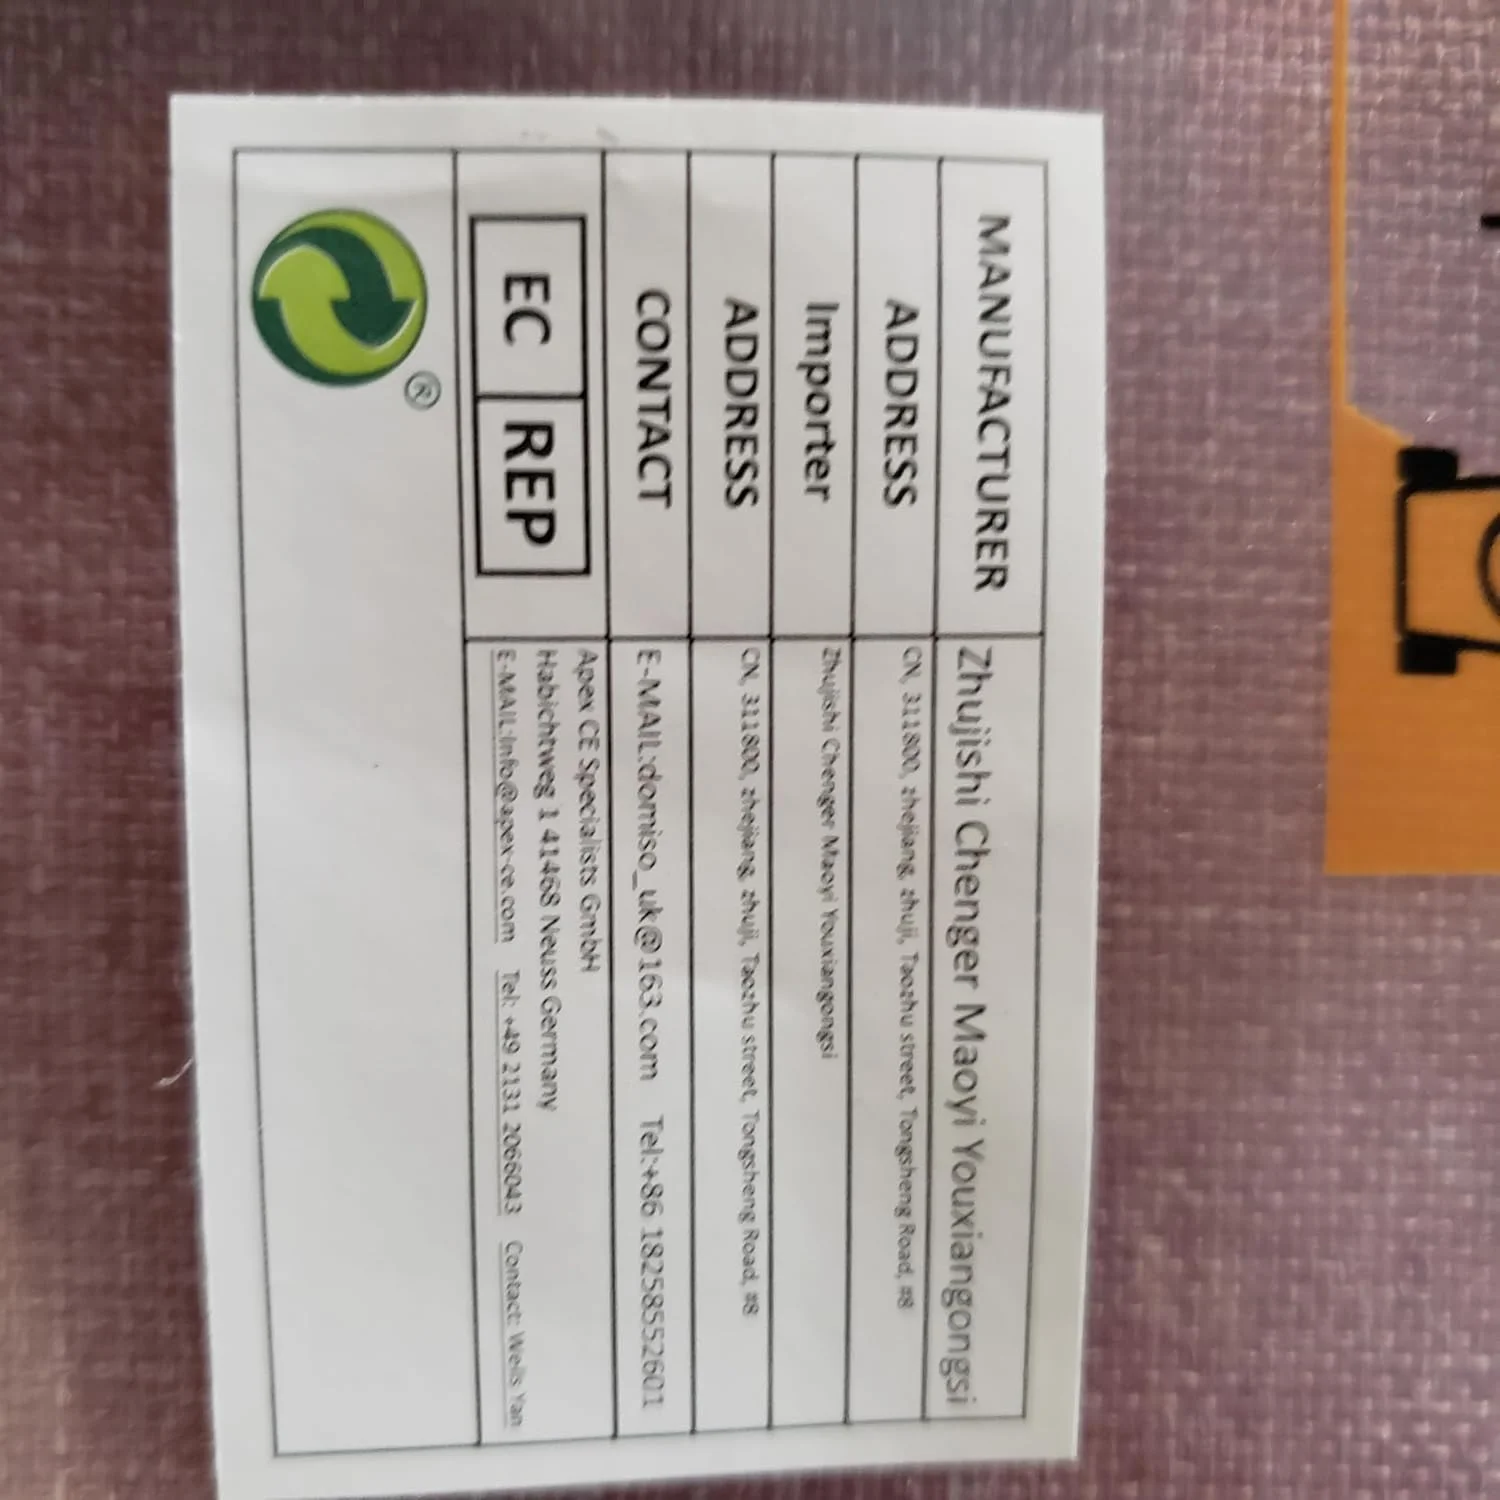 MANUFACTURER Zhujishi Chenger Maoyi Youxiangongsi
ADDRESS CN, 311800, zhejiang, zhuji, Taozhu street, Tongsheng Road, #8
Importer Zhujishi Chenger Maoyi Youxiangongsi
ADDRESS CN, 311800, zhejiang, zhuji, Taozhu street, Tongsheng Road, #8
CONTACT E-MAIL:domiso_uk@163.com Tel:+86 18258552601
EC REP
Apex CE Specialists GmbH
Habichtweg 1 41468 Neuss Germany
E-MAIL:Info@apex-ce.com Tel: +49 2131 2066043 Contact: Wells Yan
®